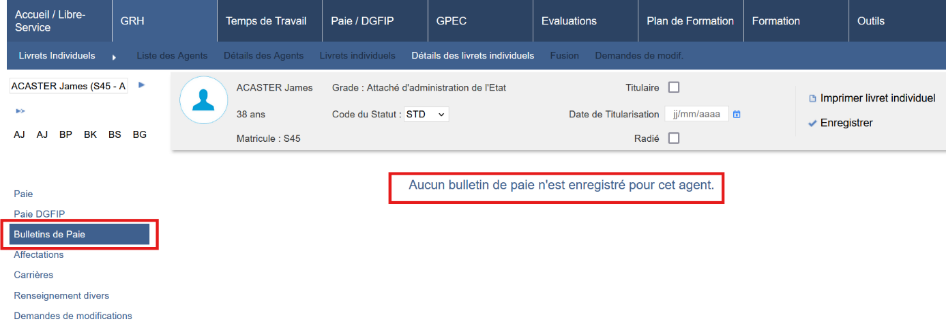 Accueil / Libre-Service
GRH
Temps de Travail
Paie / DGFIP
GPEC
Evaluations
Plan de Formation
Formation
Outils
Livrets Individuels
Liste des Agents
Détails des Agents
Livrets individuels
Détails des livrets individuels
Fusion
Demandes de modif.
ACASTER James (S45 - A
AJ AJ BP BK BS BG
ACASTER James
Grade : Attaché d'administration de l'Etat
Titulaire
38 ans
Code du Statut : STD
Date de Titularisation jj/mm/aaaa
Matricule : S45
Radié
Imprimer livret individuel
Enregistrer
Aucun bulletin de paie n'est enregistré pour cet agent.
Paie
Paie DGFIP
Bulletins de Paie
Affectations
Carrières
Renseignement divers
Demandes de modifications